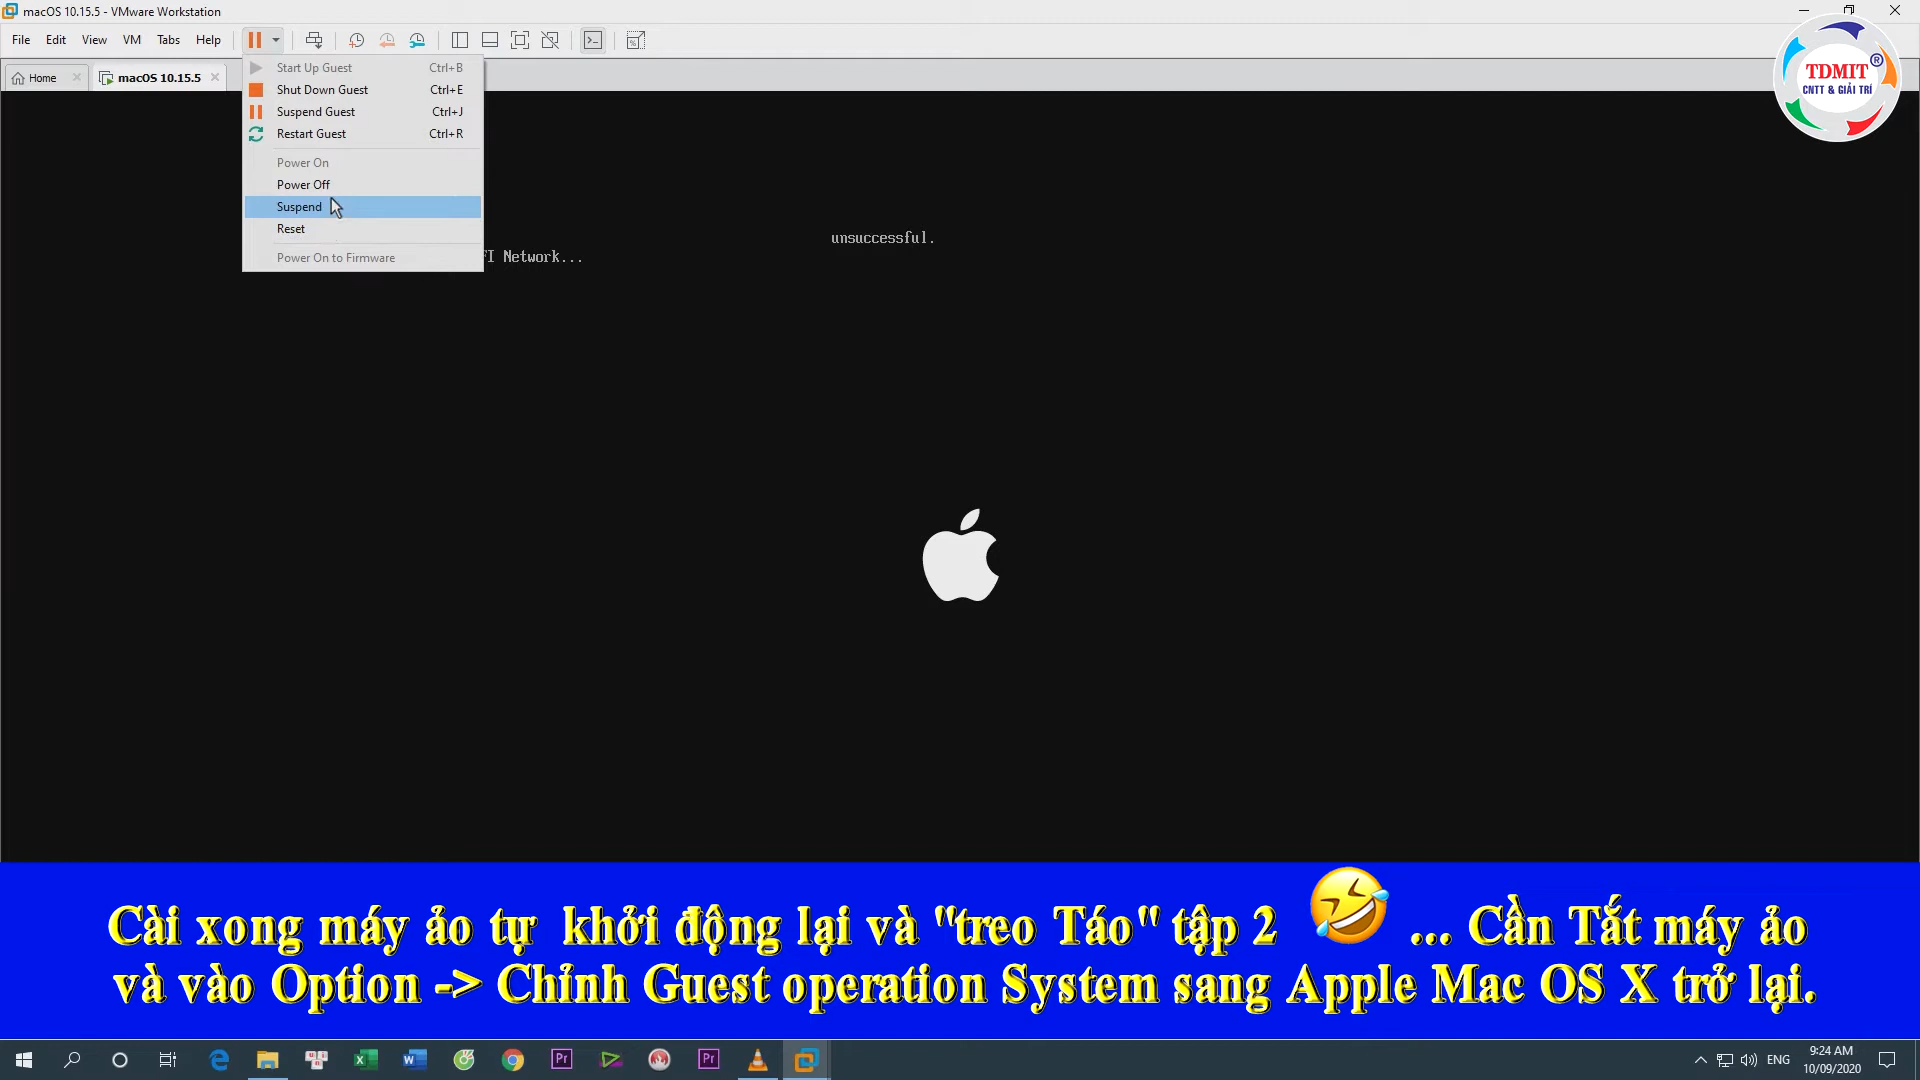 macOS 10.15.5 - VMware Workstation
File Edit View VM Tabs Help
Home macOS 10.15.5
Start Up Guest Ctrl+B
Shut Down Guest Ctrl+E
Suspend Guest Ctrl+J
Restart Guest Ctrl+R
Power On
Power Off
Suspend
Reset
Power On to Firmware
TDMIT ®
CNTT & GIẢI TRÍ
unsuccessful.
FI Network...
Cài xong máy ảo tự khởi động lại và "treo Táo" tập 2 🤣 ... Cần Tắt máy ảo
và vào Option -> Chỉnh Guest operation System sang Apple Mac OS X trở lại.
ENG
9:24 AM
10/09/2020